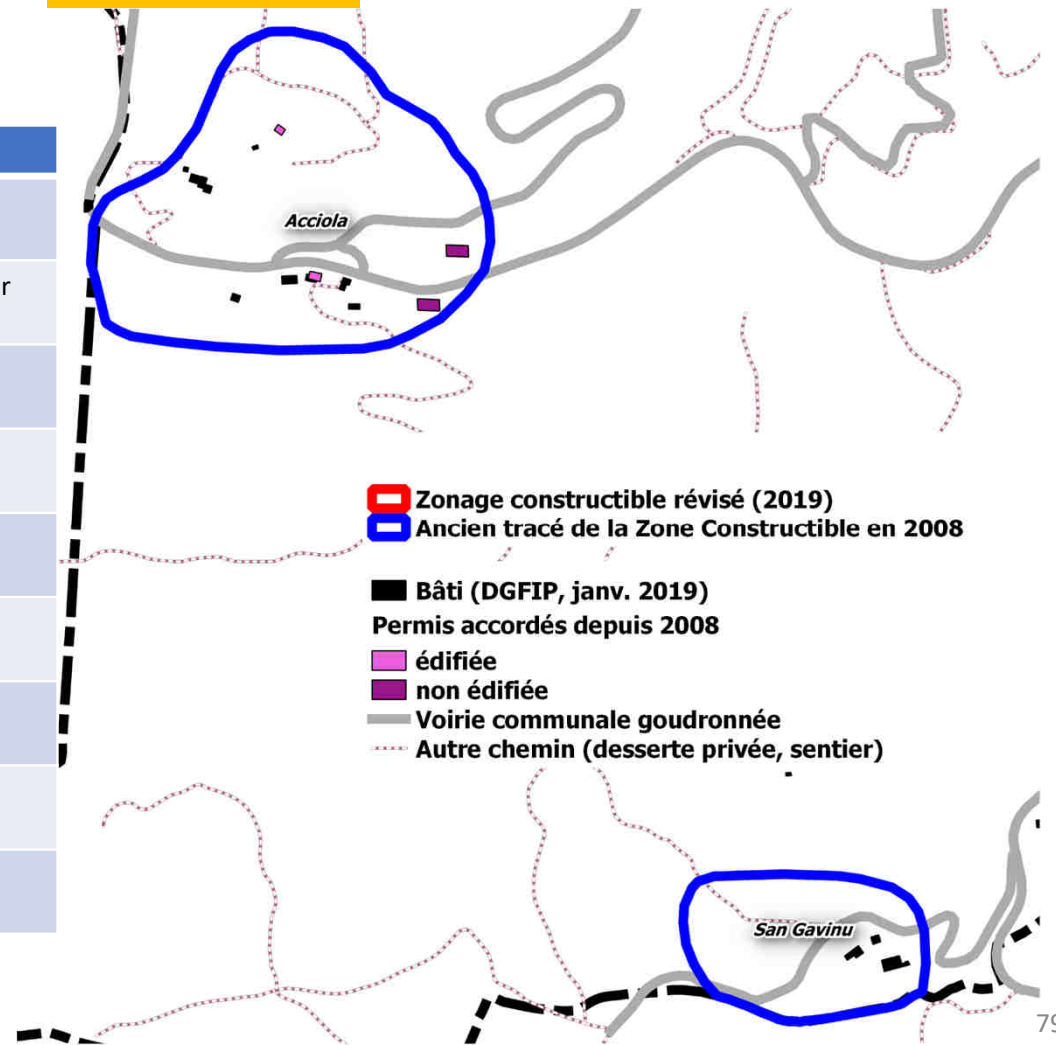 r
Acciola
Zonage constructible révisé (2019)
Ancien tracé de la Zone Constructible en 2008
Bâti (DGFIP, janv. 2019)
Permis accordés depuis 2008
édifiée
non édifiée
Voirie communale goudronnée
Autre chemin (desserte privée, sentier)
San Gavinu
79